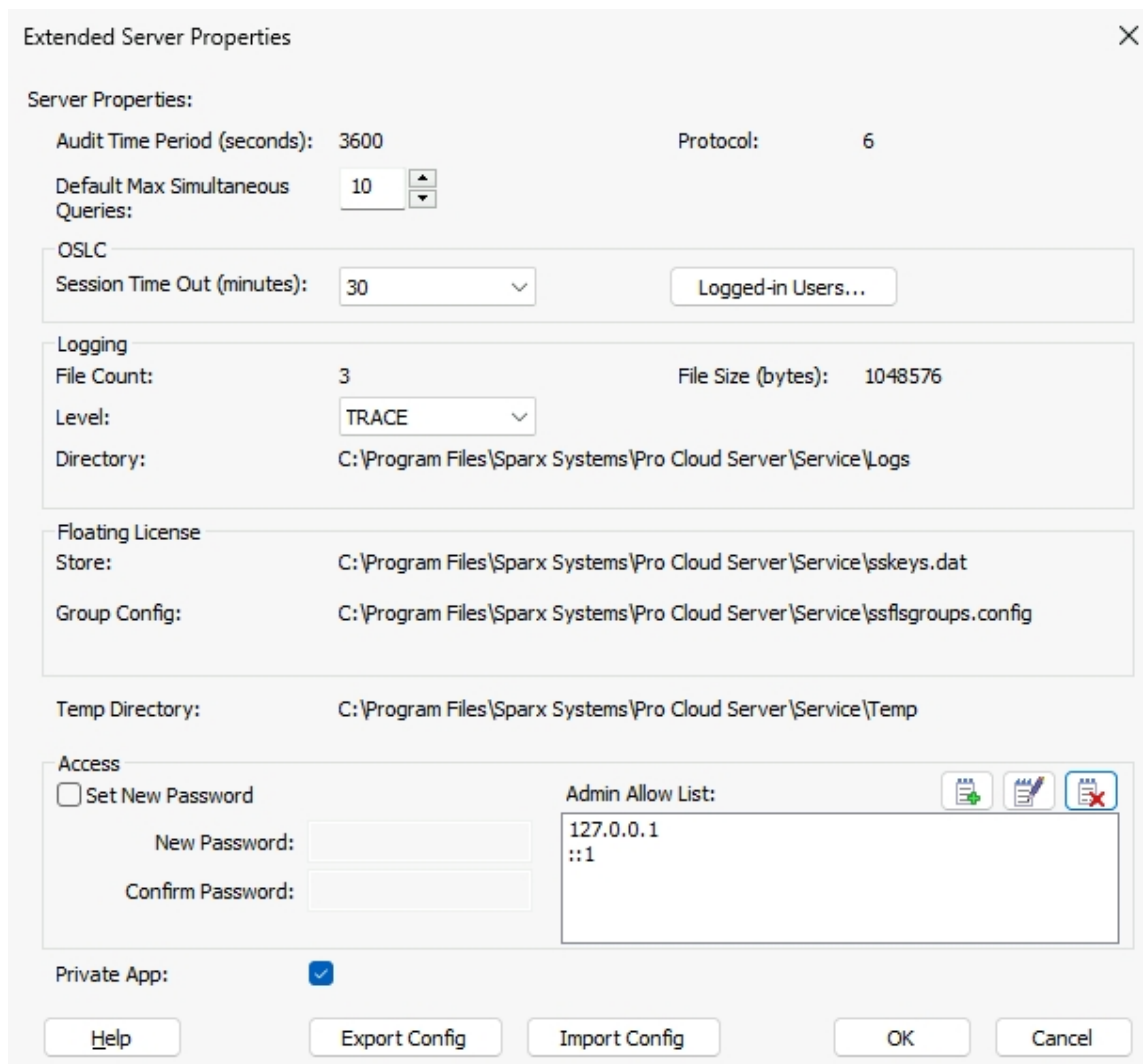 Extended Server Properties
Server Properties:
Audit Time Period (seconds): 3600 Protocol: 6
Default Max Simultaneous
Queries: 10
OSLC
Session Time Out (minutes): 30 Logged-in Users...
Logging
File Count: 3 File Size (bytes): 1048576
Level: TRACE
Directory: C:\Program Files\Sparx Systems\Pro Cloud Server\Service\Logs
Floating License
Store: C:\Program Files\Sparx Systems\Pro Cloud Server\Service\sskeys.dat
Group Config: C:\Program Files\Sparx Systems\Pro Cloud Server\Service\ssflsgroups.config
Temp Directory: C:\Program Files\Sparx Systems\Pro Cloud Server\Service\Temp
Access
Set New Password Admin Allow List:
New Password: 127.0.0.1
::1
Confirm Password:
Private App:
Help Export Config Import Config OK Cancel